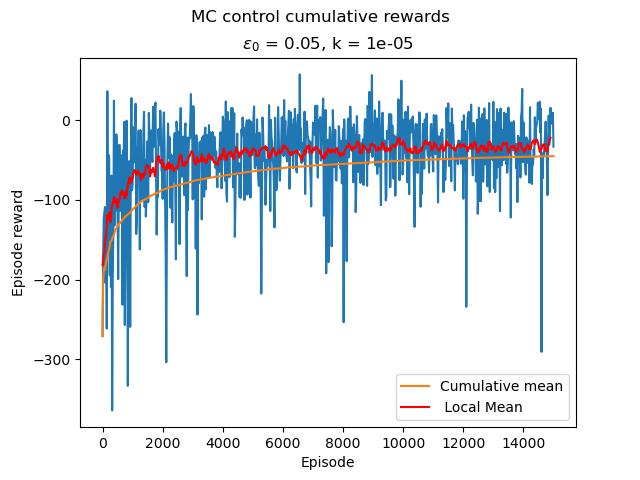 MC control cumulative rewards
ε₀ = 0.05, k = 1e-05
Episode reward
0
−100
−200
−300
0 2000 4000 6000 8000 10000 12000 14000
Episode
Cumulative mean
Local Mean